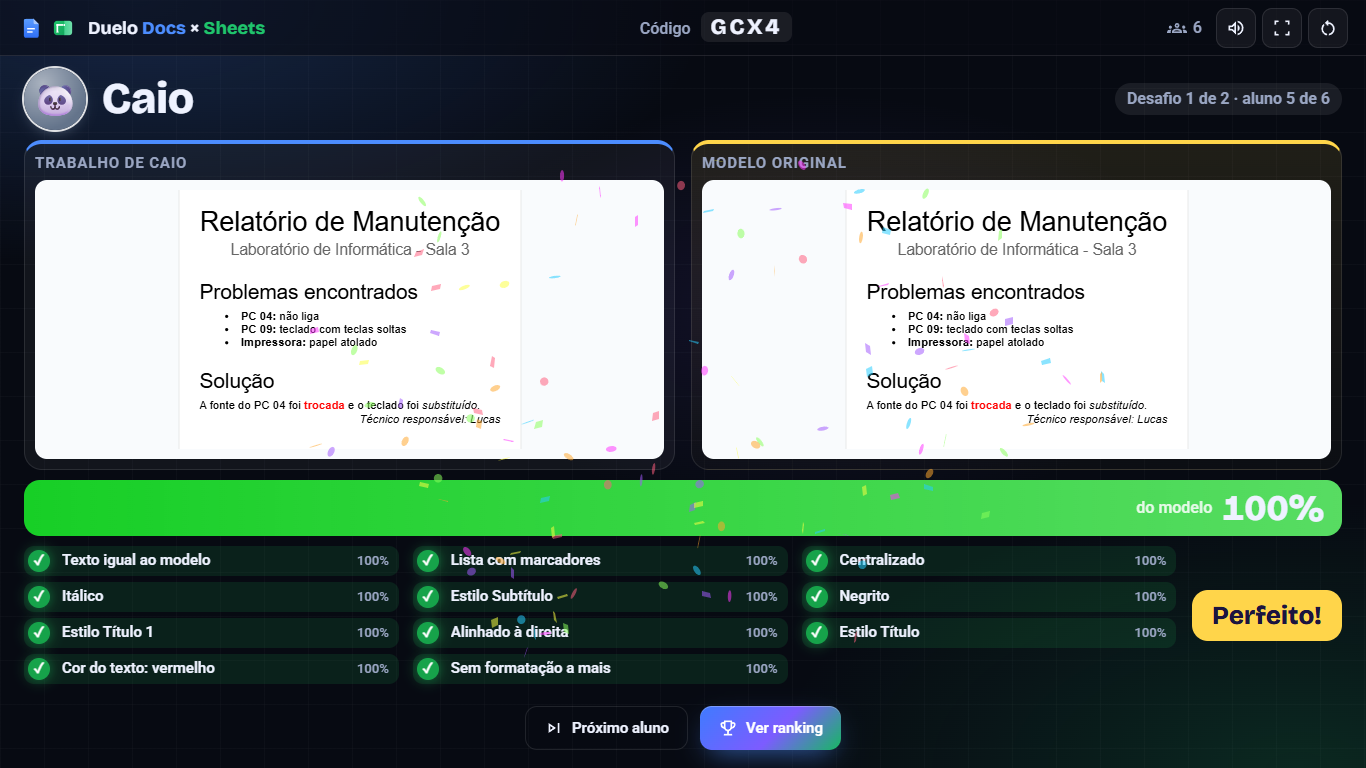 Duelo Docs × Sheets
Código GCX4
6
Caio
Desafio 1 de 2 · aluno 5 de 6
TRABALHO DE CAIO
Relatório de Manutenção
Laboratório de Informática - Sala 3
Problemas encontrados
• PC 04: não liga
• PC 09: teclado com teclas soltas
• Impressora: papel atolado
Solução
A fonte do PC 04 foi trocada e o teclado foi substituído.
Técnico responsável: Lucas
MODELO ORIGINAL
Relatório de Manutenção
Laboratório de Informática - Sala 3
Problemas encontrados
• PC 04: não liga
• PC 09: teclado com teclas soltas
• Impressora: papel atolado
Solução
A fonte do PC 04 foi trocada e o teclado foi substituído.
Técnico responsável: Lucas
do modelo 100%
Texto igual ao modelo 100%
Lista com marcadores 100%
Centralizado 100%
Itálico 100%
Estilo Subtítulo 100%
Negrito 100%
Estilo Título 1 100%
Alinhado à direita 100%
Estilo Título 100%
Cor do texto: vermelho 100%
Sem formatação a mais 100%
Perfeito!
Próximo aluno
Ver ranking